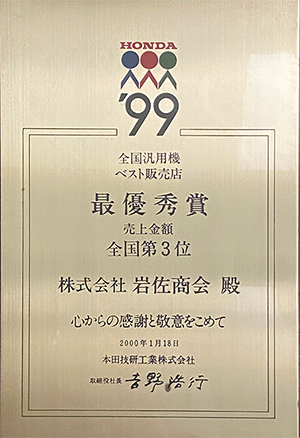 HONDA
'99
全国汎用機
ベスト販売店
最優秀賞
売上金額
全国第3位
株式会社 岩佐商会 殿
心からの感謝と敬意をこめて
2000年1月18日
本田技研工業株式会社
取締役社長 吉野浩行